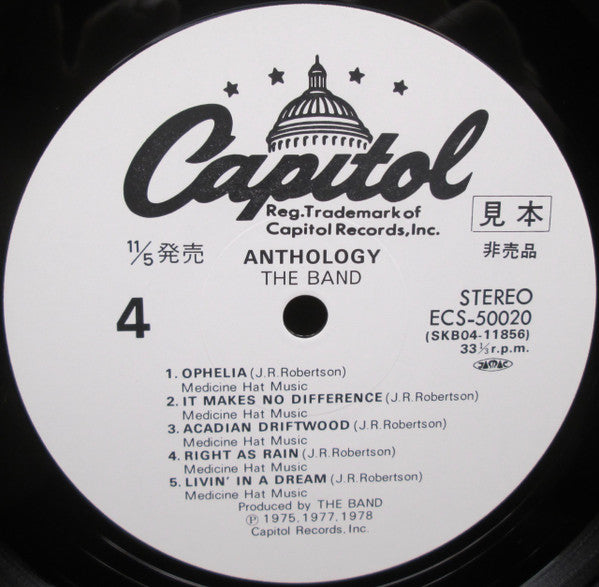 Capitol
Reg.Trademark of
Capitol Records,Inc.
見本
非売品
11/5 発売
ANTHOLOGY
THE BAND
4
STEREO
ECS-50020
(SKB04-11856)
33⅓r.p.m.
JASRAC
1. OPHELIA (J.R.Robertson)
Medicine Hat Music
2. IT MAKES NO DIFFERENCE (J.R.Robertson)
Medicine Hat Music
3. ACADIAN DRIFTWOOD (J.R.Robertson)
Medicine Hat Music
4. RIGHT AS RAIN (J.R.Robertson)
Medicine Hat Music
5. LIVIN' IN A DREAM (J.R.Robertson)
Medicine Hat Music
Produced by THE BAND
℗ 1975,1977,1978
Capitol Records, Inc.